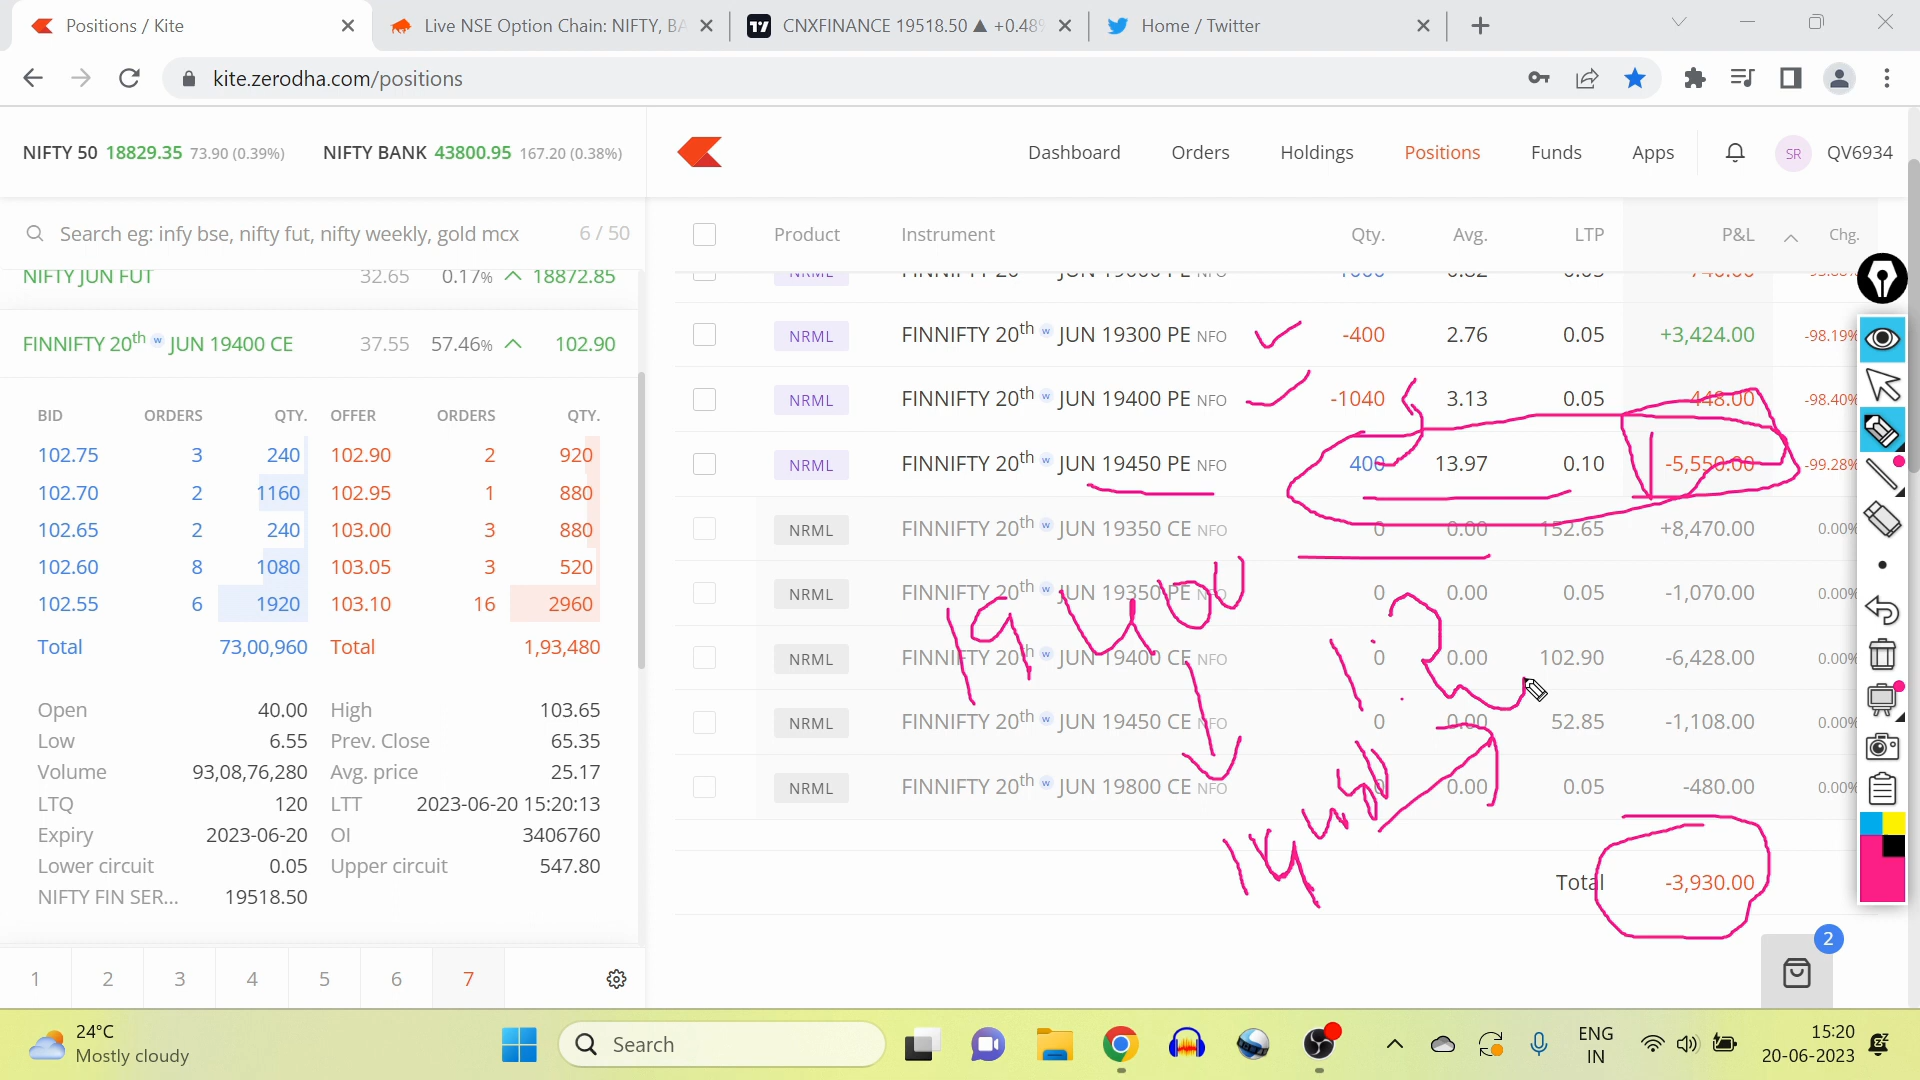 Positions / Kite
Live NSE Option Chain: NIFTY, BA
CNXFINANCE 19518.50 ▲ +0.48%
Home / Twitter
kite.zerodha.com/positions
NIFTY 50 18829.35 73.90 (0.39%)
NIFTY BANK 43800.95 167.20 (0.38%)
Dashboard Orders Holdings Positions Funds Apps SR QV6934
Search eg: infy bse, nifty fut, nifty weekly, gold mcx 6 / 50
NIFTY JUN FUT 32.65 0.17% 18872.85
FINNIFTY 20th w JUN 19400 CE 37.55 57.46% 102.90
BID ORDERS QTY. OFFER ORDERS QTY.
102.75 3 240 102.90 2 920
102.70 2 1160 102.95 1 880
102.65 2 240 103.00 3 880
102.60 8 1080 103.05 3 520
102.55 6 1920 103.10 16 2960
Total 73,00,960 Total 1,93,480
Open 40.00 High 103.65
Low 6.55 Prev. Close 65.35
Volume 93,08,76,280 Avg. price 25.17
LTQ 120 LTT 2023-06-20 15:20:13
Expiry 2023-06-20 OI 3406760
Lower circuit 0.05 Upper circuit 547.80
NIFTY FIN SER... 19518.50
1 2 3 4 5 6 7
Product Instrument Qty. Avg. LTP P&L Chg.
NRML FINNIFTY 20th w JUN 19300 PE NFO -400 2.76 0.05 +3,424.00 -98.19%
NRML FINNIFTY 20th w JUN 19400 PE NFO -1040 3.13 0.05 448.00 -98.40%
NRML FINNIFTY 20th w JUN 19450 PE NFO 400 13.97 0.10 -5,550.00 -99.28%
NRML FINNIFTY 20th w JUN 19350 CE NFO 0 0.00 152.65 +8,470.00 0.00%
NRML FINNIFTY 20th w JUN 19350 PE NFO 0 0.00 0.05 -1,070.00 0.00%
NRML FINNIFTY 20th w JUN 19400 CE NFO 0 0.00 102.90 -6,428.00 0.00%
NRML FINNIFTY 20th w JUN 19450 CE NFO 0 0.00 52.85 -1,108.00 0.00%
NRML FINNIFTY 20th w JUN 19800 CE NFO 0 0.00 0.05 -480.00 0.00%
19400
1:2
Total -3,930.00
2
24°C
Mostly cloudy
Search
ENG
IN
15:20
20-06-2023